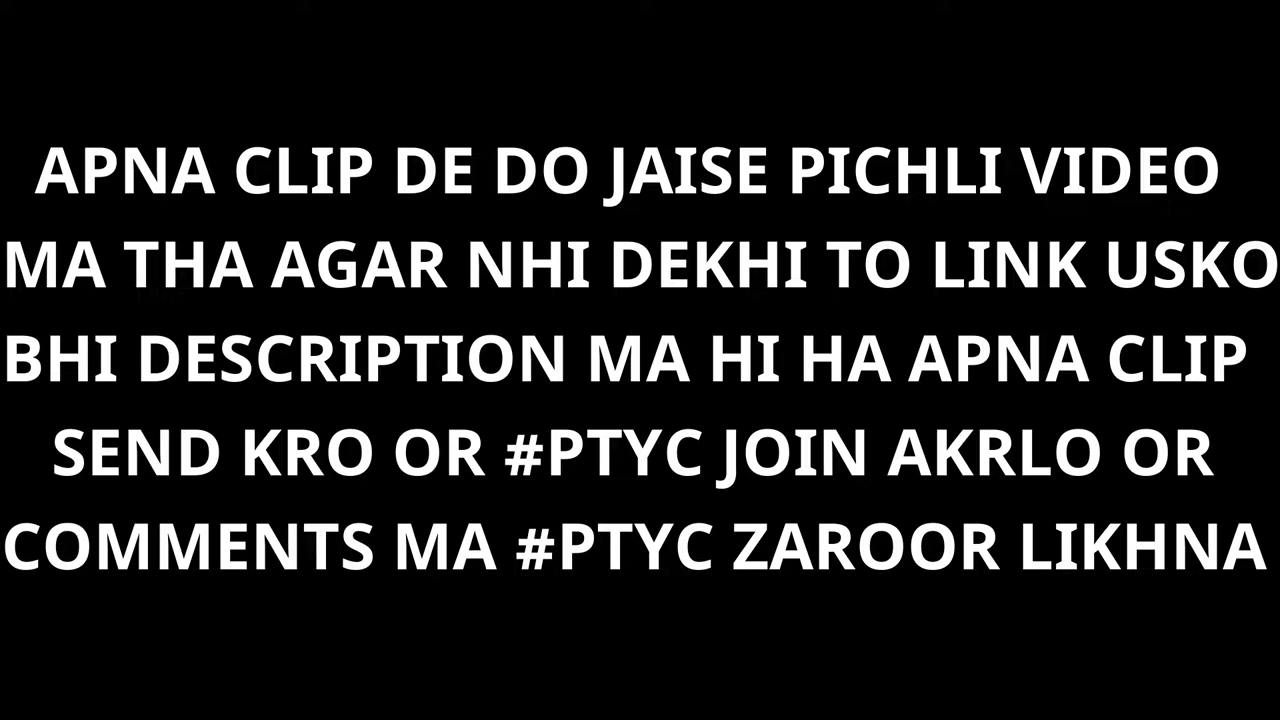 APNA CLIP DE DO JAISE PICHLI VIDEO
MA THA AGAR NHI DEKHI TO LINK USKO
BHI DESCRIPTION MA HI HA APNA CLIP
SEND KRO OR #PTYC JOIN AKRLO OR
COMMENTS MA #PTYC ZAROOR LIKHNA